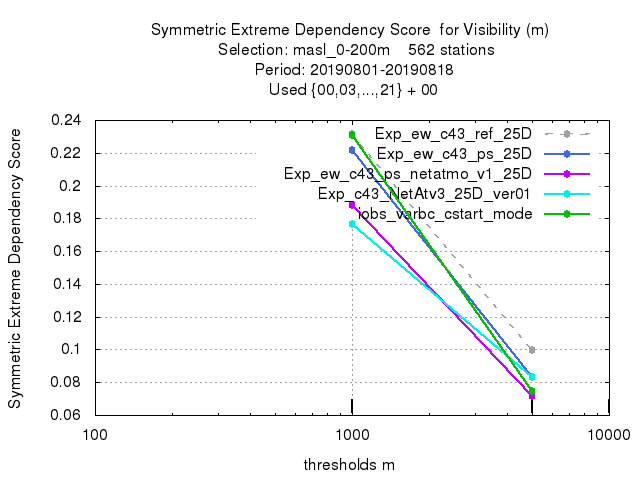 Symmetric Extreme Dependency Score  for Visibility (m)
Selection: masl_0-200m    562 stations
Period: 20190801-20190818
Used {00,03,...,21} + 00
Symmetric Extreme Dependency Score
0.24
0.22
0.2
0.18
0.16
0.14
0.12
0.1
0.08
0.06
Exp_ew_c43_ref_25D
Exp_ew_c43_ps_25D
Exp_ew_c43_ps_netatmo_v1_25D
Exp_c43_NetAtv3_25D_ver01
iobs_varbc_cstart_mode
100
1000
10000
thresholds m